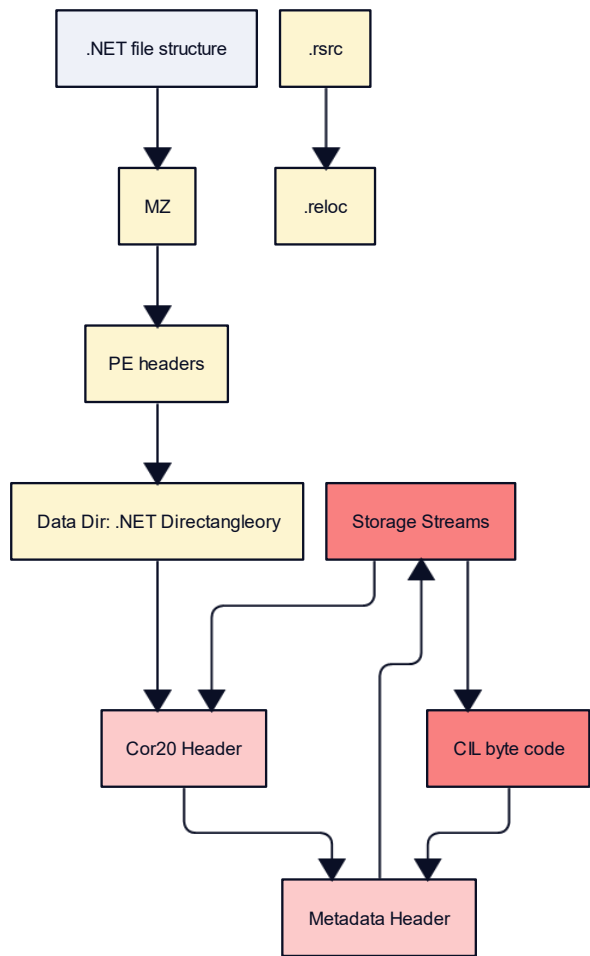 .NET file structure
.rsrc
MZ
.reloc
PE headers
Data Dir: .NET Directangleory
Storage Streams
Cor20 Header
CIL byte code
Metadata Header